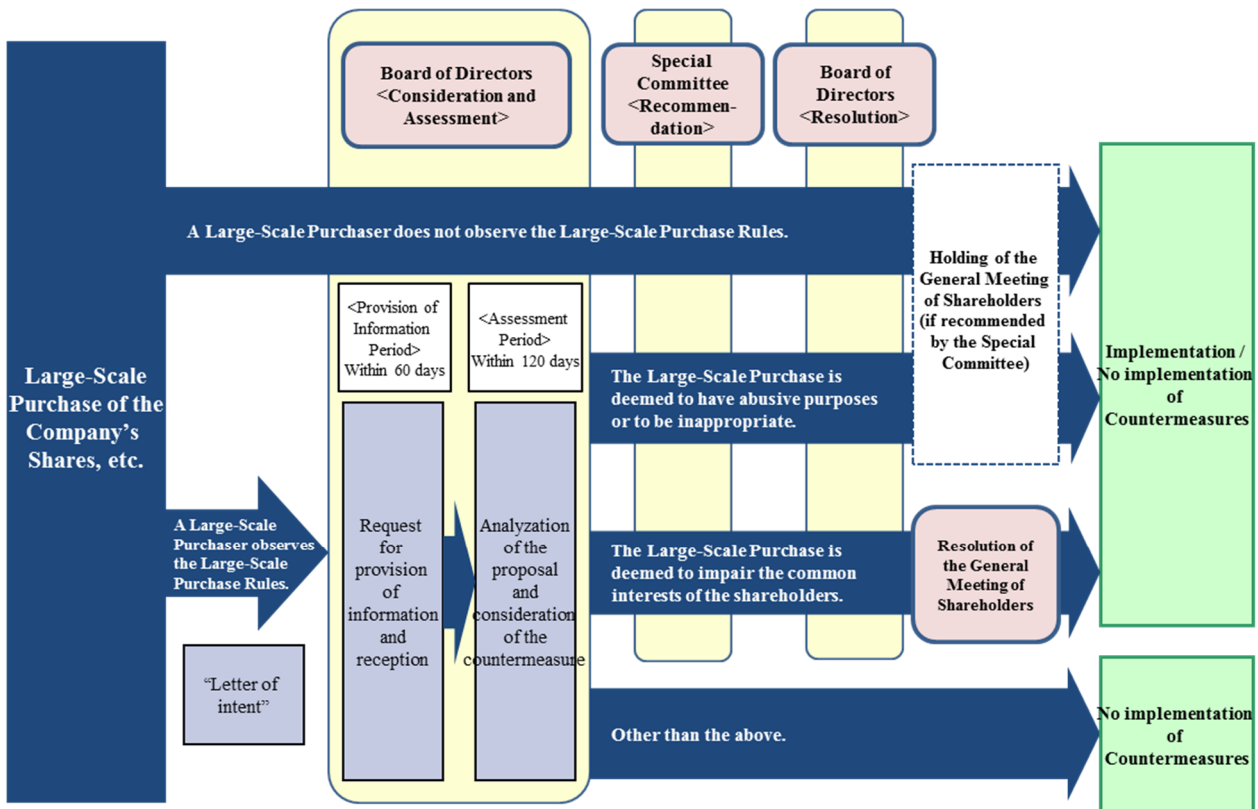 Board of Directors
<Consideration and
Assessment>
Special
Committee
<Recommen-
dation>
Board of
Directors
<Resolution>
A Large-Scale Purchaser does not observe the Large-Scale Purchase Rules.
Holding of the
General Meeting
of Shareholders
(if recommended
by the Special
Committee)
<Provision of
Information
Period>
Within 60 days
<Assessment
Period>
Within 120 days
Large-Scale
Purchase of the
Company’s
Shares, etc.
The Large-Scale Purchase is
deemed to have abusive purposes
or to be inappropriate.
Implementation /
No implementation
of
Countermeasures
A Large-Scale
Purchaser observes
the Large-Scale
Purchase Rules.
Request
for
provision
of
information
and
reception
Analyzation
of the
proposal
and
consideration
of the
countermeasure
The Large-Scale Purchase is
deemed to impair the common
interests of the shareholders.
Resolution of
the General
Meeting of
Shareholders
“Letter of
intent”
Other than the above.
No implementation
of
Countermeasures